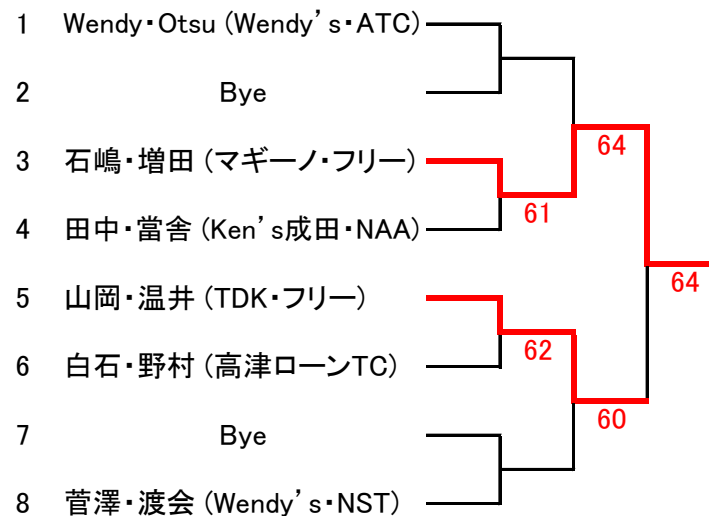 1 Wendy・Otsu (Wendy's・ATC)
2 Bye
64
3 石嶋・増田 (マギーノ・フリー)
61
4 田中・當舎 (Ken's成田・NAA)
64
5 山岡・温井 (TDK・フリー)
62
6 白石・野村 (高津ローンTC)
60
7 Bye
8 菅澤・渡会 (Wendy's・NST)